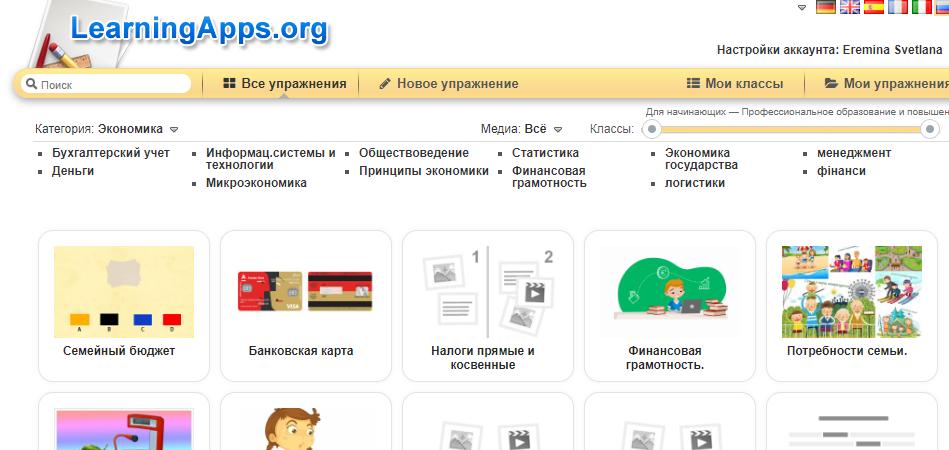 LearningApps.org
Настройки аккаунта: Eremina Svetlana
Поиск
Все упражнения
Новое упражнение
Мои классы
Мои упражнения
Для начинающих — Профессиональное образование и повышен
Категория: Экономика
Медиа: Всё
Классы:
Бухгалтерский учет
Деньги
Информац.системы и
технологии
Микроэкономика
Обществоведение
Принципы экономики
Статистика
Финансовая
грамотность
Экономика
государства
логистики
менеджмент
фінанси
1
2
VISA
A
Б
C
D
Семейный бюджет
Банковская карта
Налоги прямые и
косвенные
Финансовая
грамотность.
Потребности семьи.